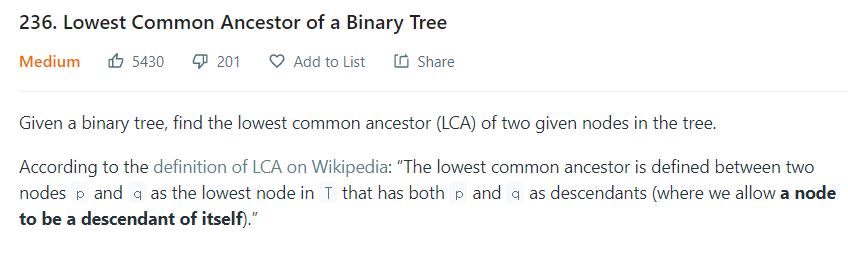 236. Lowest Common Ancestor of a Binary Tree
Medium 5430 201 Add to List Share
Given a binary tree, find the lowest common ancestor (LCA) of two given nodes in the tree.
According to the definition of LCA on Wikipedia: “The lowest common ancestor is defined between two
nodes p and q as the lowest node in T that has both p and q as descendants (where we allow a node
to be a descendant of itself).”